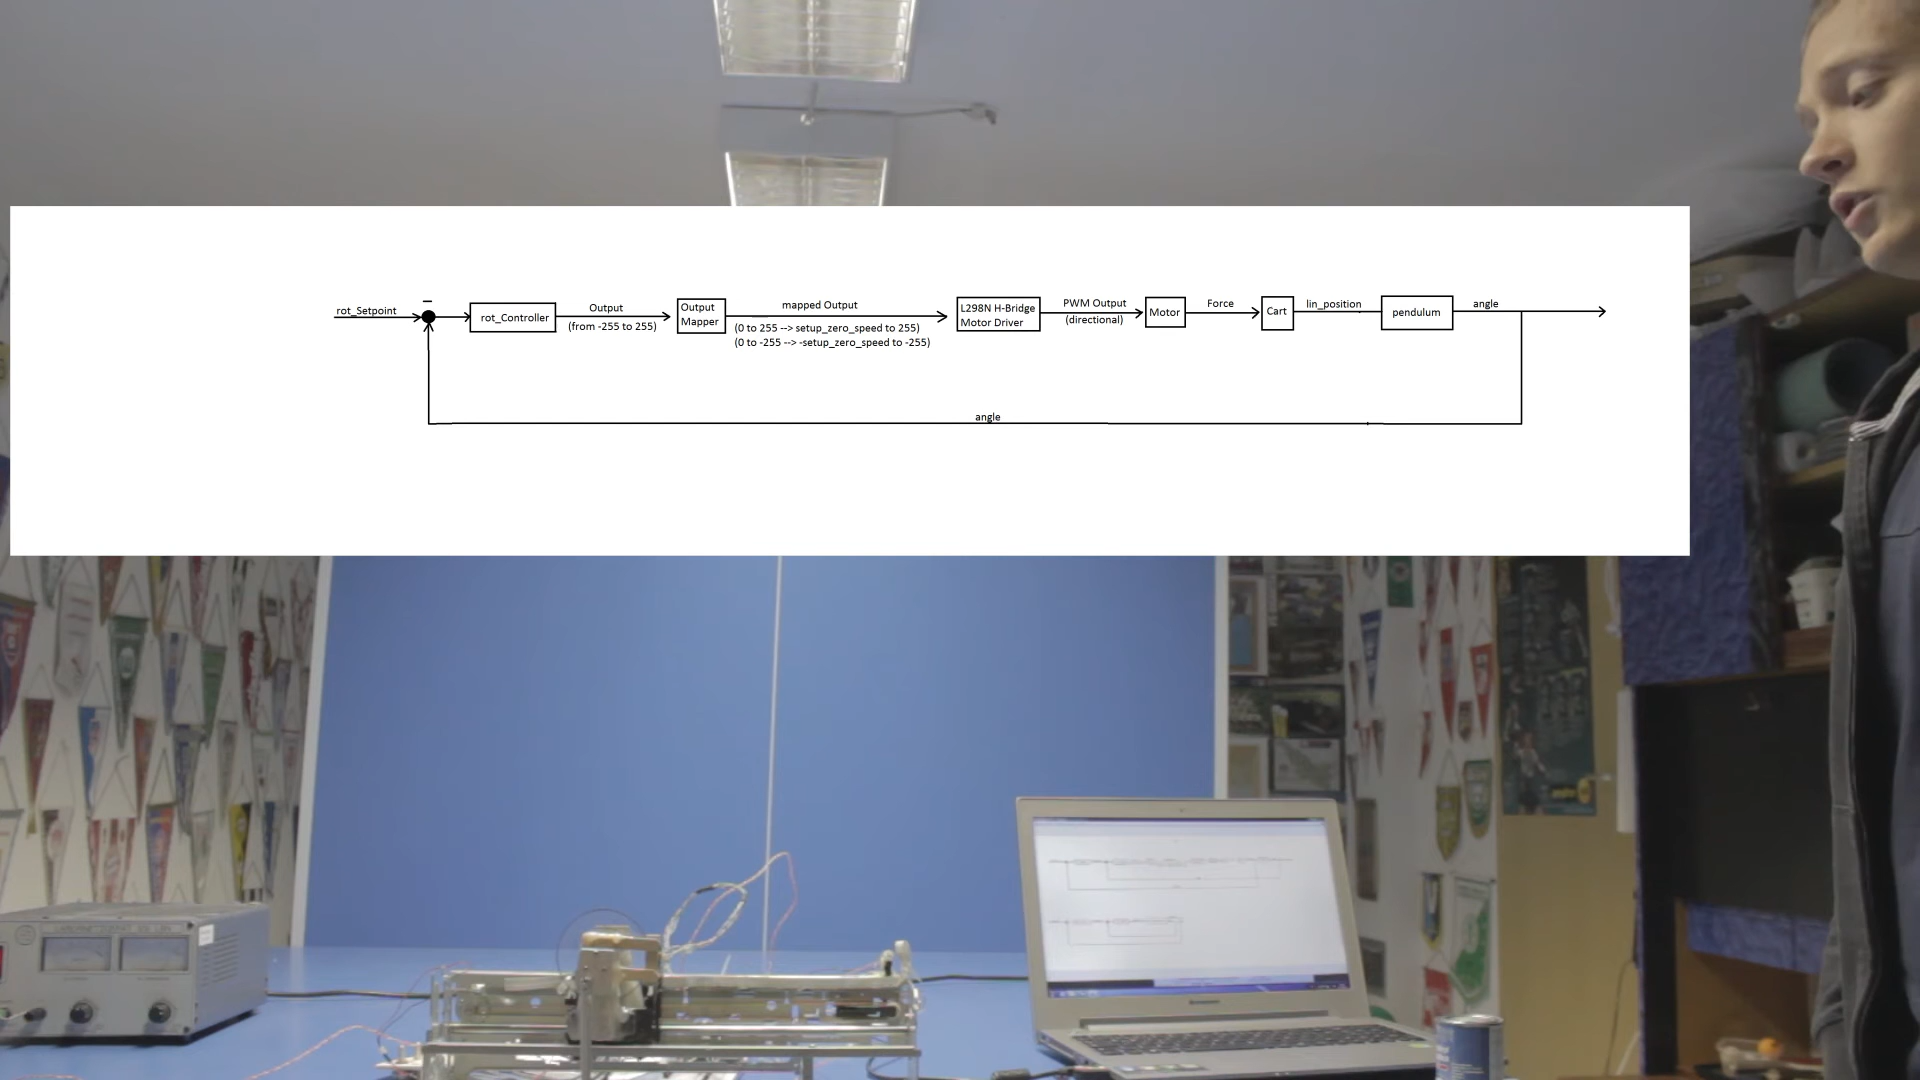 rot_Setpoint
–
rot_Controller
Output
(from -255 to 255)
Output
Mapper
mapped Output
(0 to 255 --> setup_zero_speed to 255)
(0 to -255 --> -setup_zero_speed to -255)
L298N H-Bridge
Motor Driver
PWM Output
(directional)
Motor
Force
Cart
lin_position
pendulum
angle
angle